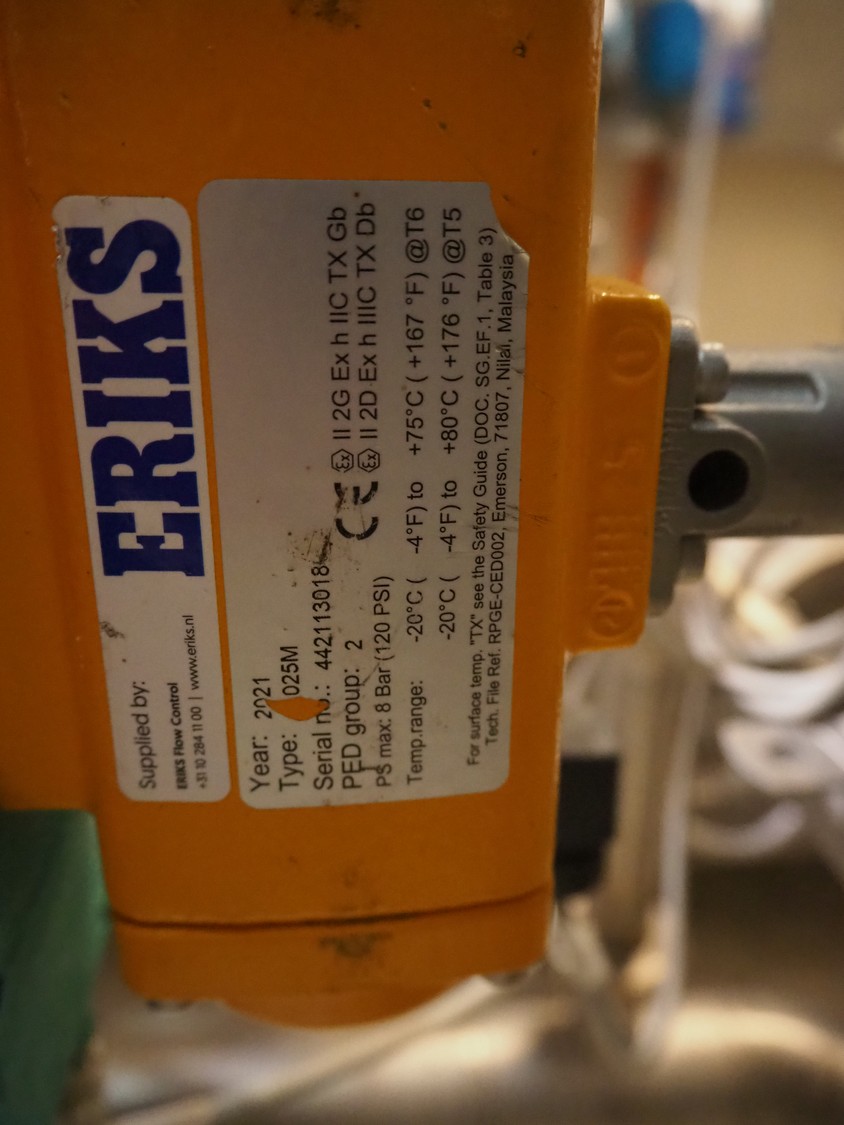 ERIKS
Supplied by:
ERIKS Flow Control
+31 10 284 11 00 | www.eriks.nl
Year: 2021
Type: 025M
Serial no.: 442113018
PED group: 2
PS max: 8 Bar (120 PSI)
CE Ex II 2G Ex h IIC TX Gb
Ex II 2D Ex h IIIC TX Db
Temp.range: -20°C ( -4°F) to +75°C ( +167 °F) @T6
-20°C ( -4°F) to +80°C ( +176 °F) @T5
For surface temp. "TX" see the Safety Guide (DOC. SG.EF.1, Table 3)
Tech. File Ref. RPGE-CED002, Emerson, 71807, Nilai, Malaysia